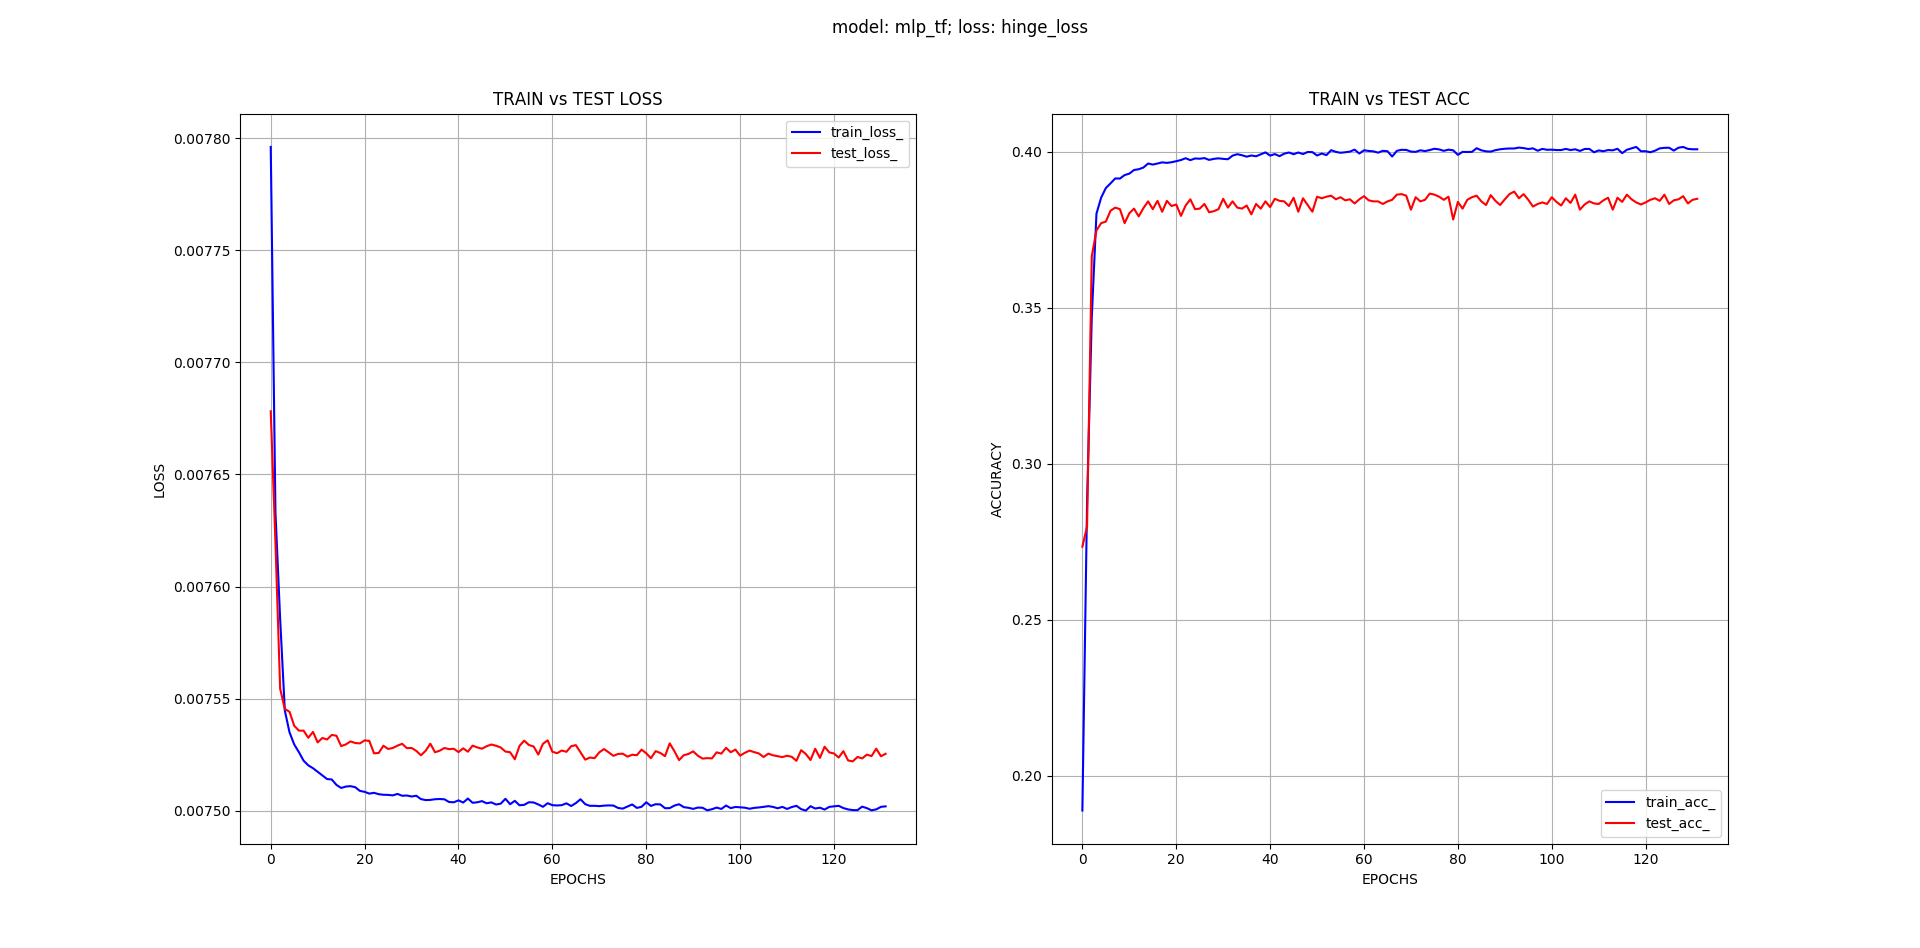 model: mlp_tf; loss: hinge_loss
TRAIN vs TEST LOSS
0.00780
0.00775
0.00770
0.00765
0.00760
0.00755
0.00750
LOSS
train_loss_
test_loss_
0 20 40 60 80 100 120
EPOCHS
TRAIN vs TEST ACC
0.40
0.35
0.30
0.25
0.20
ACCURACY
train_acc_
test_acc_
0 20 40 60 80 100 120
EPOCHS